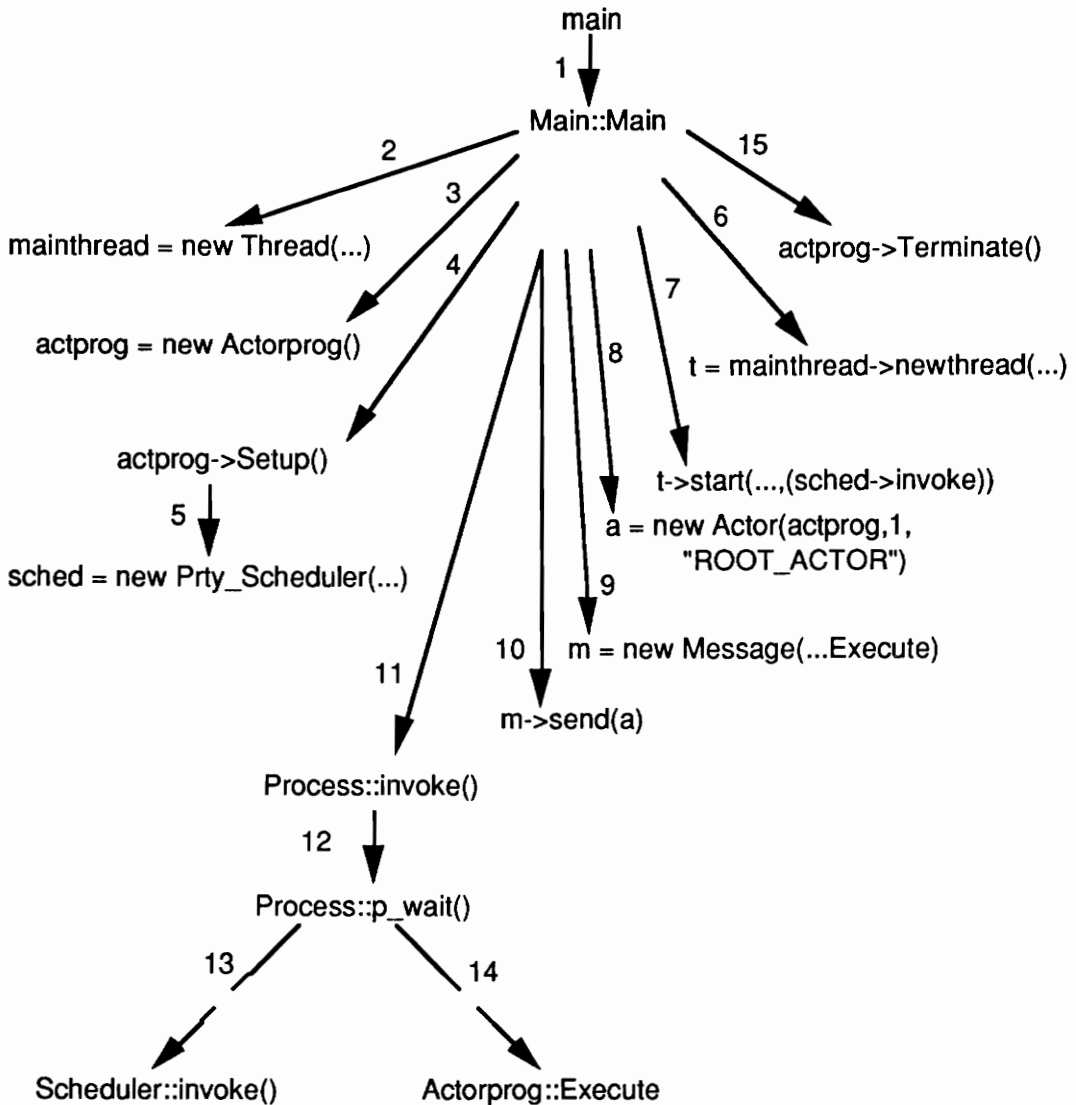 main
1
Main::Main
2
15
3
6
mainthread = new Thread(...)
4
actprog->Terminate()
7
actprog = new Actorprog()
8
t = mainthread->newthread(...)
actprog->Setup()
t->start(...,(sched->invoke))
5
a = new Actor(actprog,1,
"ROOT_ACTOR")
sched = new Prty_Scheduler(...)
9
10
m = new Message(...Execute)
11
m->send(a)
Process::invoke()
12
Process::p_wait()
13
14
Scheduler::invoke()
Actorprog::Execute